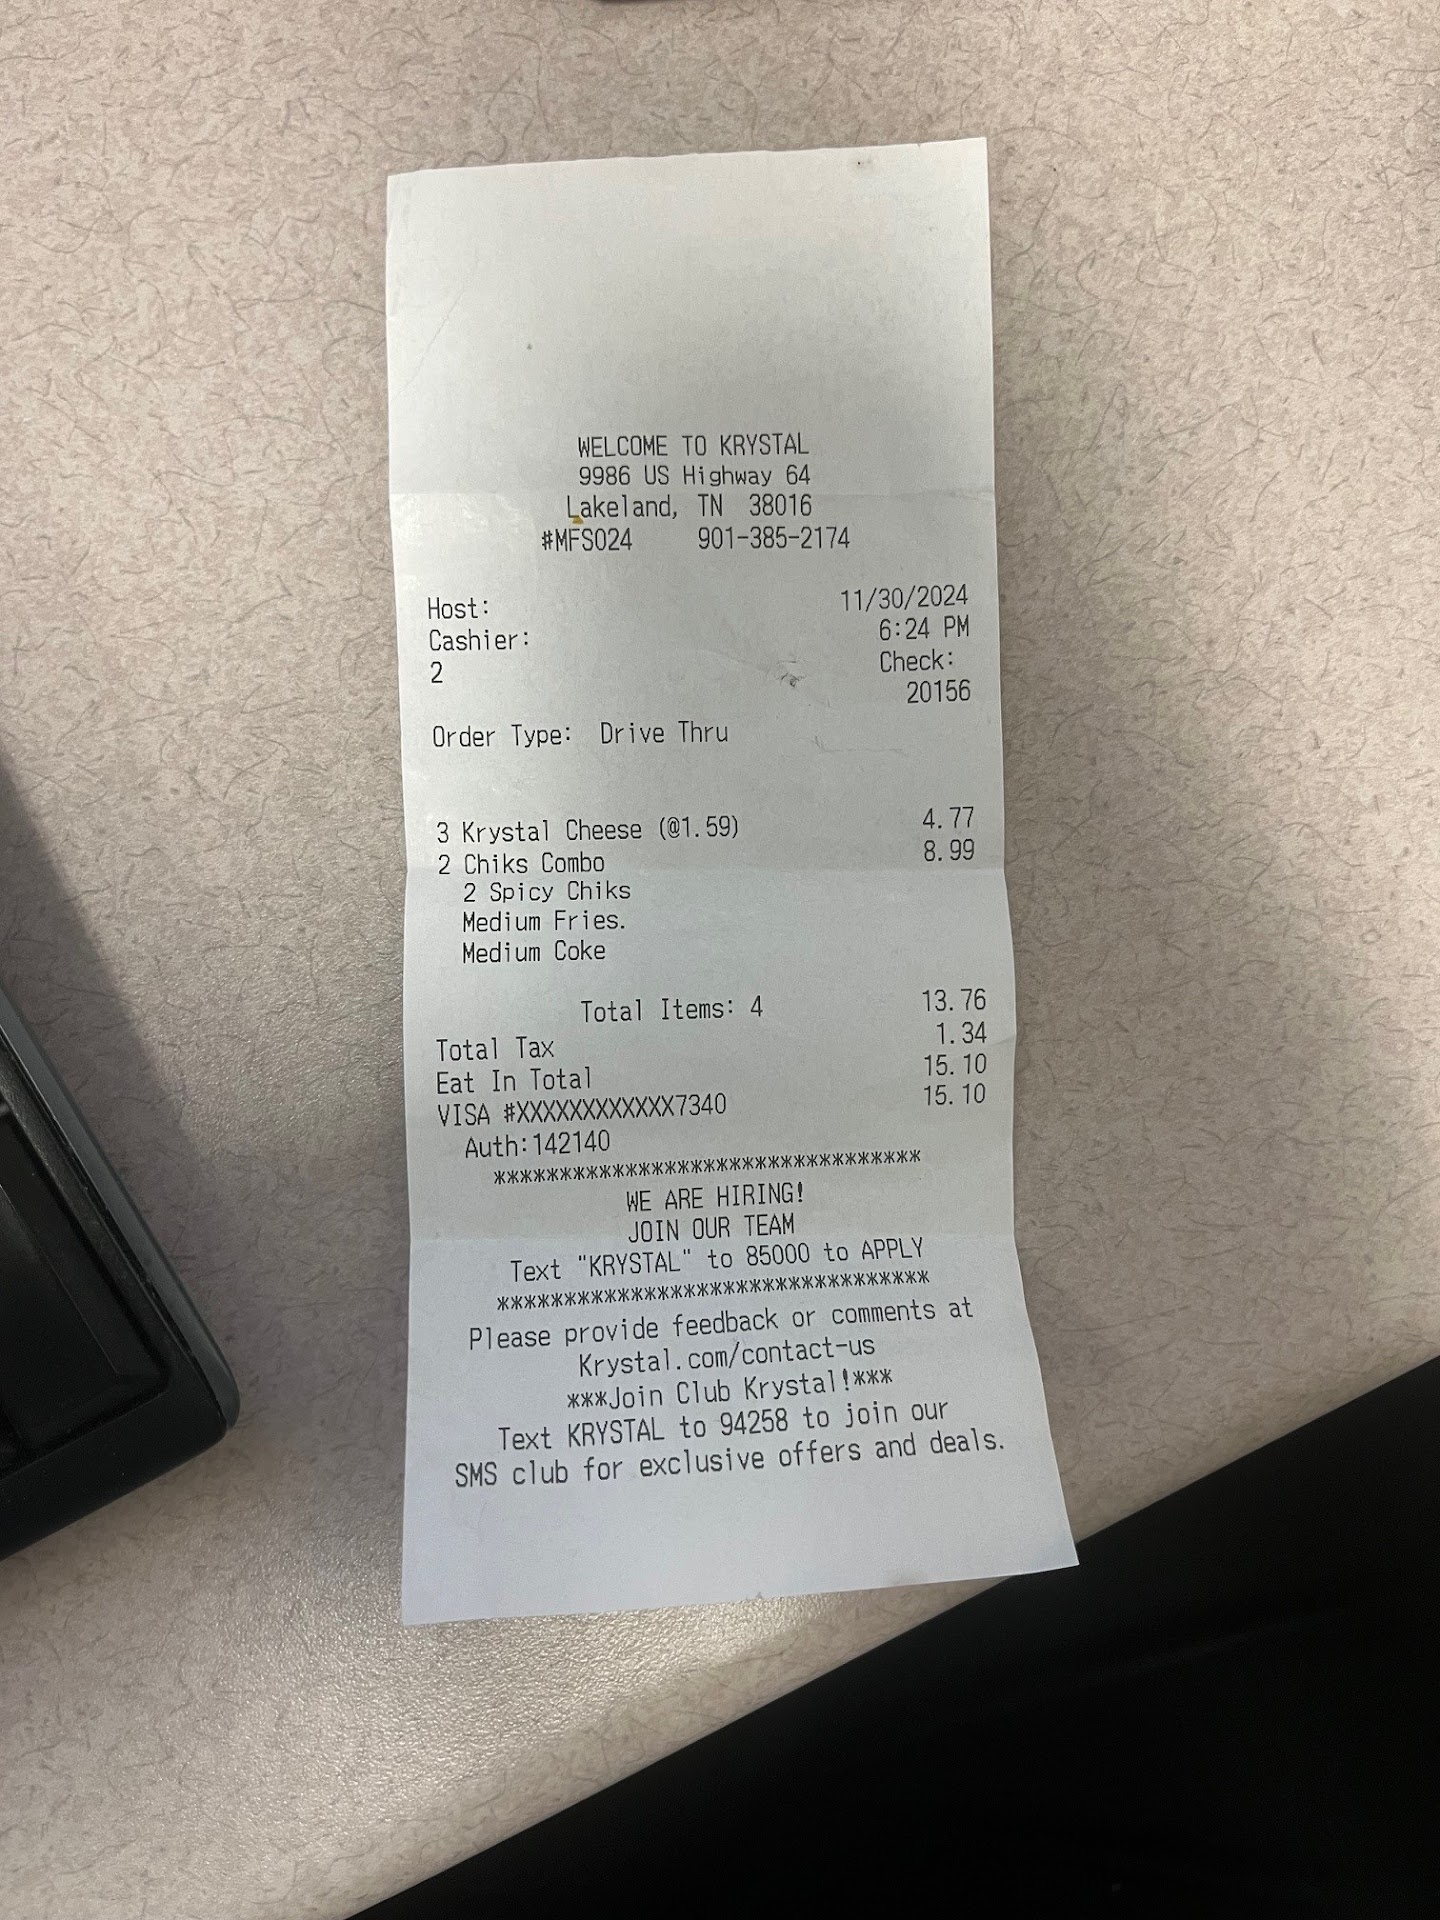 WELCOME TO KRYSTAL
9986 US Highway 64
Lakeland, TN 38016
#MFS024 901-385-2174
Host: 11/30/2024
Cashier: 6:24 PM
2 Check:
20156
Order Type: Drive Thru
3 Krystal Cheese (@1.59) 4.77
2 Chiks Combo 8.99
2 Spicy Chiks
Medium Fries.
Medium Coke
Total Items: 4 13.76
Total Tax 1.34
Eat In Total 15.10
VISA #XXXXXXXXXXXX7340 15.10
Auth:142140
*********************************
WE ARE HIRING!
JOIN OUR TEAM
Text "KRYSTAL" to 85000 to APPLY
*********************************
Please provide feedback or comments at
Krystal.com/contact-us
***Join Club Krystal!***
Text KRYSTAL to 94258 to join our
SMS club for exclusive offers and deals.